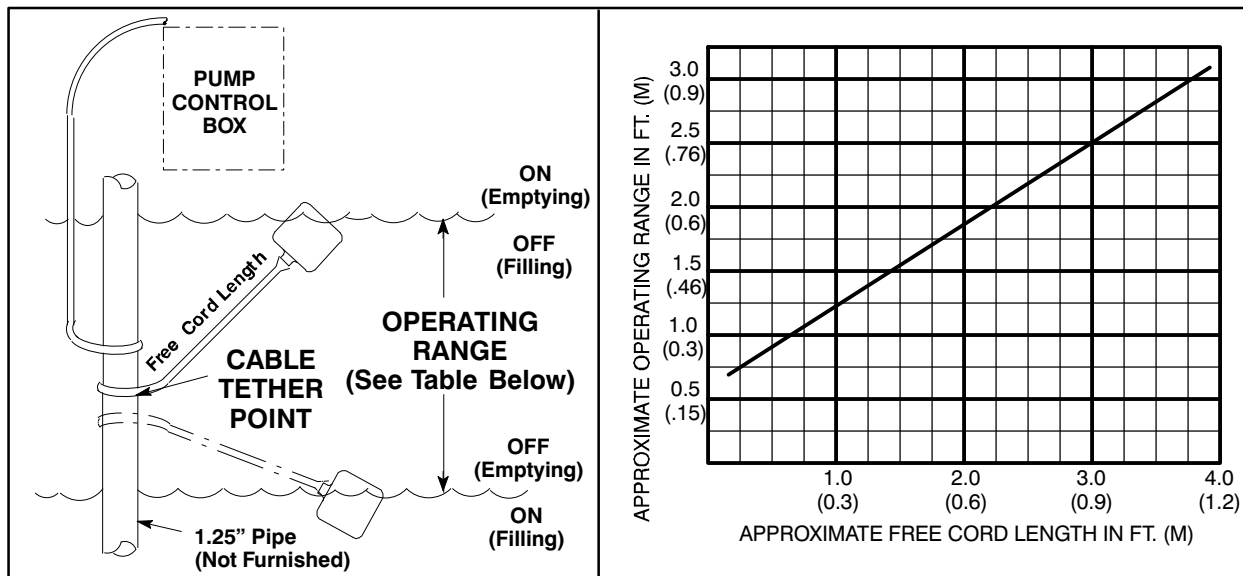 PUMP
CONTROL
BOX
ON
(Emptying)
OFF
(Filling)
Free Cord Length
CABLE
TETHER
POINT
OPERATING
RANGE
(See Table Below)
OFF
(Emptying)
ON
(Filling)
1.25” Pipe
(Not Furnished)
APPROXIMATE OPERATING RANGE IN FT. (M)
3.0
(0.9)
2.5
(.76)
2.0
(0.6)
1.5
(.46)
1.0
(0.3)
0.5
(.15)
1.0 2.0 3.0 4.0
(0.3) (0.6) (0.9) (1.2)
APPROXIMATE FREE CORD LENGTH IN FT. (M)